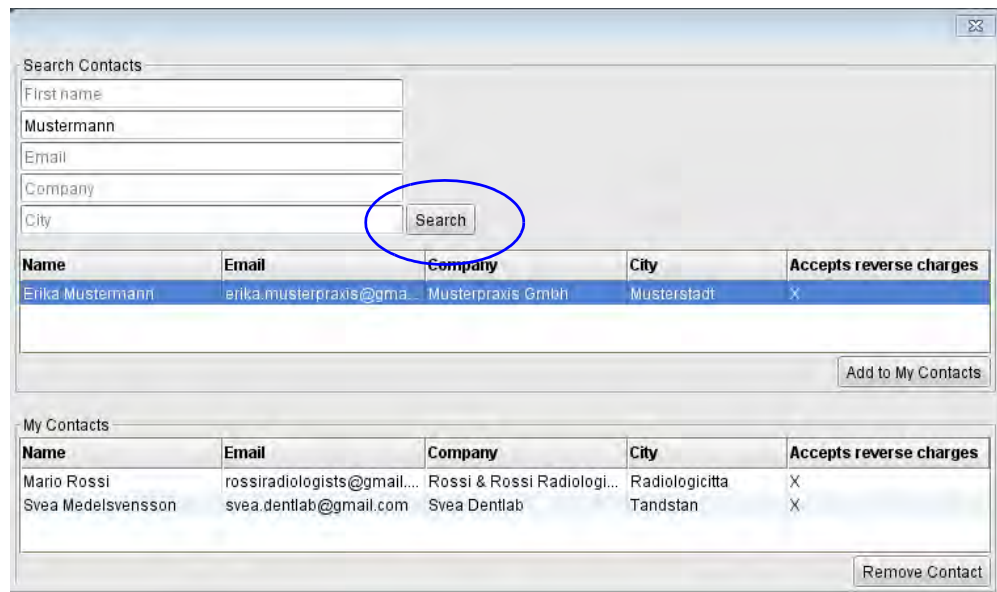 Search Contacts
First name
Mustermann
Email
Company
City Search
Name Email Company City Accepts reverse charges
Erika Mustermann erika.musterpraxis@gma... Musterpraxis Gmbh Musterstadt X
Add to My Contacts
My Contacts
Name Email Company City Accepts reverse charges
Mario Rossi rossiradiologists@gmail.... Rossi & Rossi Radiologi... Radiologicitta X
Svea Medelsvensson svea.dentlab@gmail.com Svea Dentlab Tandstan X
Remove Contact